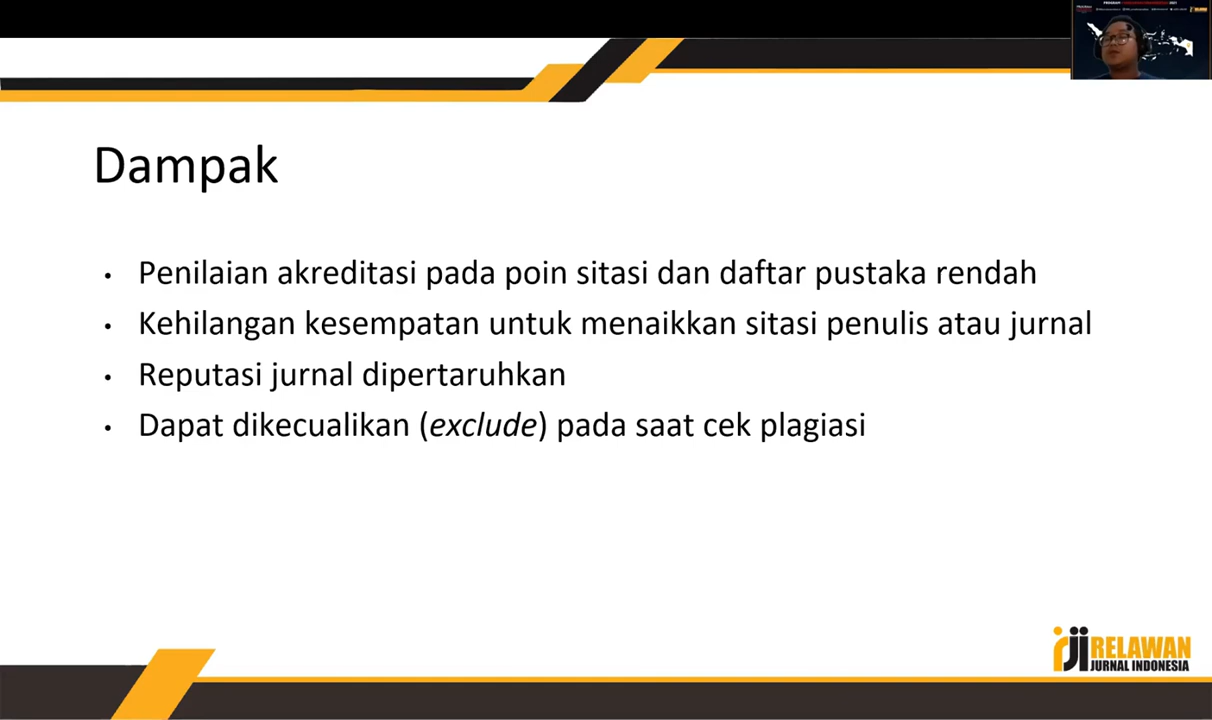 Dampak
• Penilaian akreditasi pada poin sitasi dan daftar pustaka rendah
• Kehilangan kesempatan untuk menaikkan sitasi penulis atau jurnal
• Reputasi jurnal dipertaruhkan
• Dapat dikecualikan (exclude) pada saat cek plagiasi
rji RELAWAN
JURNAL INDONESIA